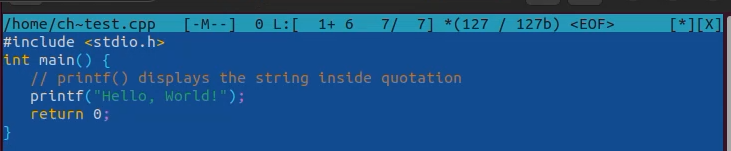 /home/ch~test.cpp   [-M--]  0 L:[  1+ 6   7/  7] *(127 / 127b) <EOF>      [*][X]
#include <stdio.h>
int main() {
   // printf() displays the string inside quotation
   printf("Hello, World!");
   return 0;
}